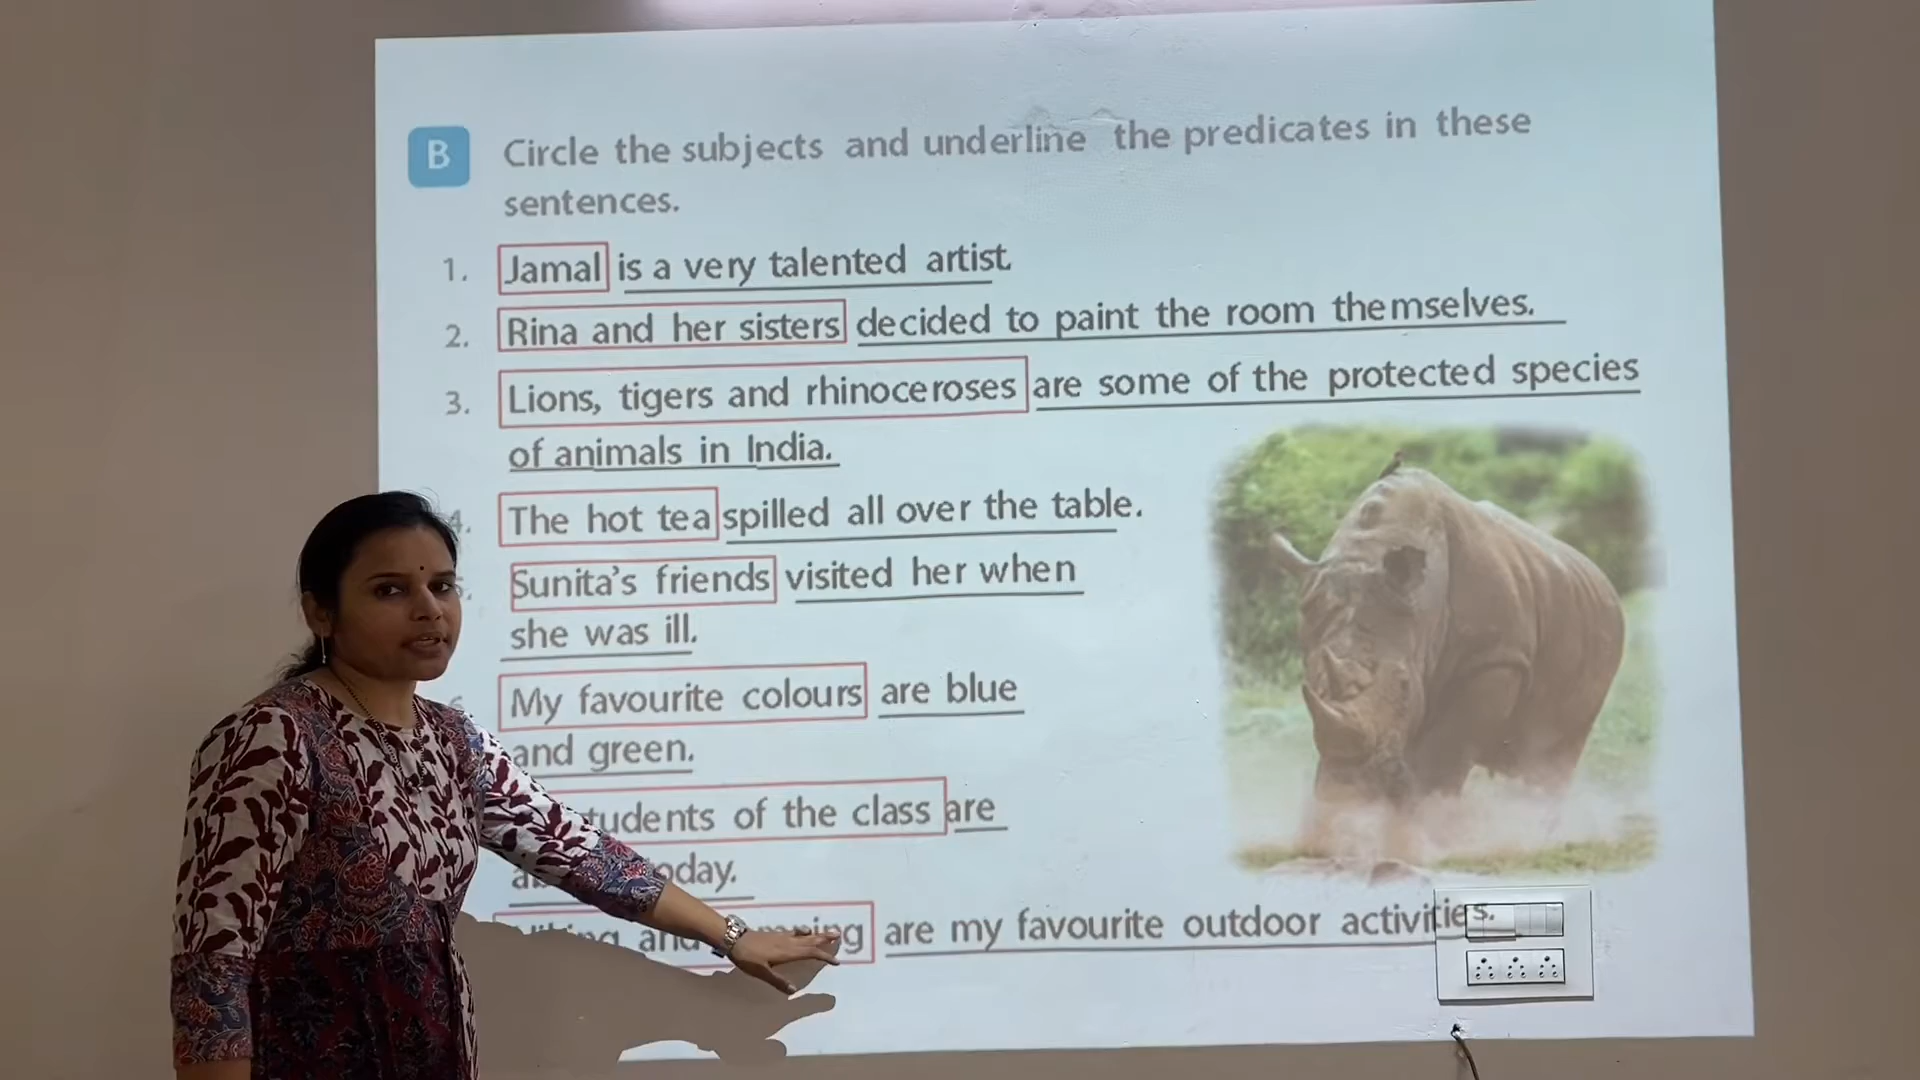 B Circle the subjects and underline the predicates in these
sentences.
1. Jamal is a very talented artist.
2. Rina and her sisters decided to paint the room themselves.
3. Lions, tigers and rhinoceroses are some of the protected species
of animals in India.
4. The hot tea spilled all over the table.
5. Sunita's friends visited her when
she was ill.
6. My favourite colours are blue
and green.
of the class are
and are my favourite outdoor activities.